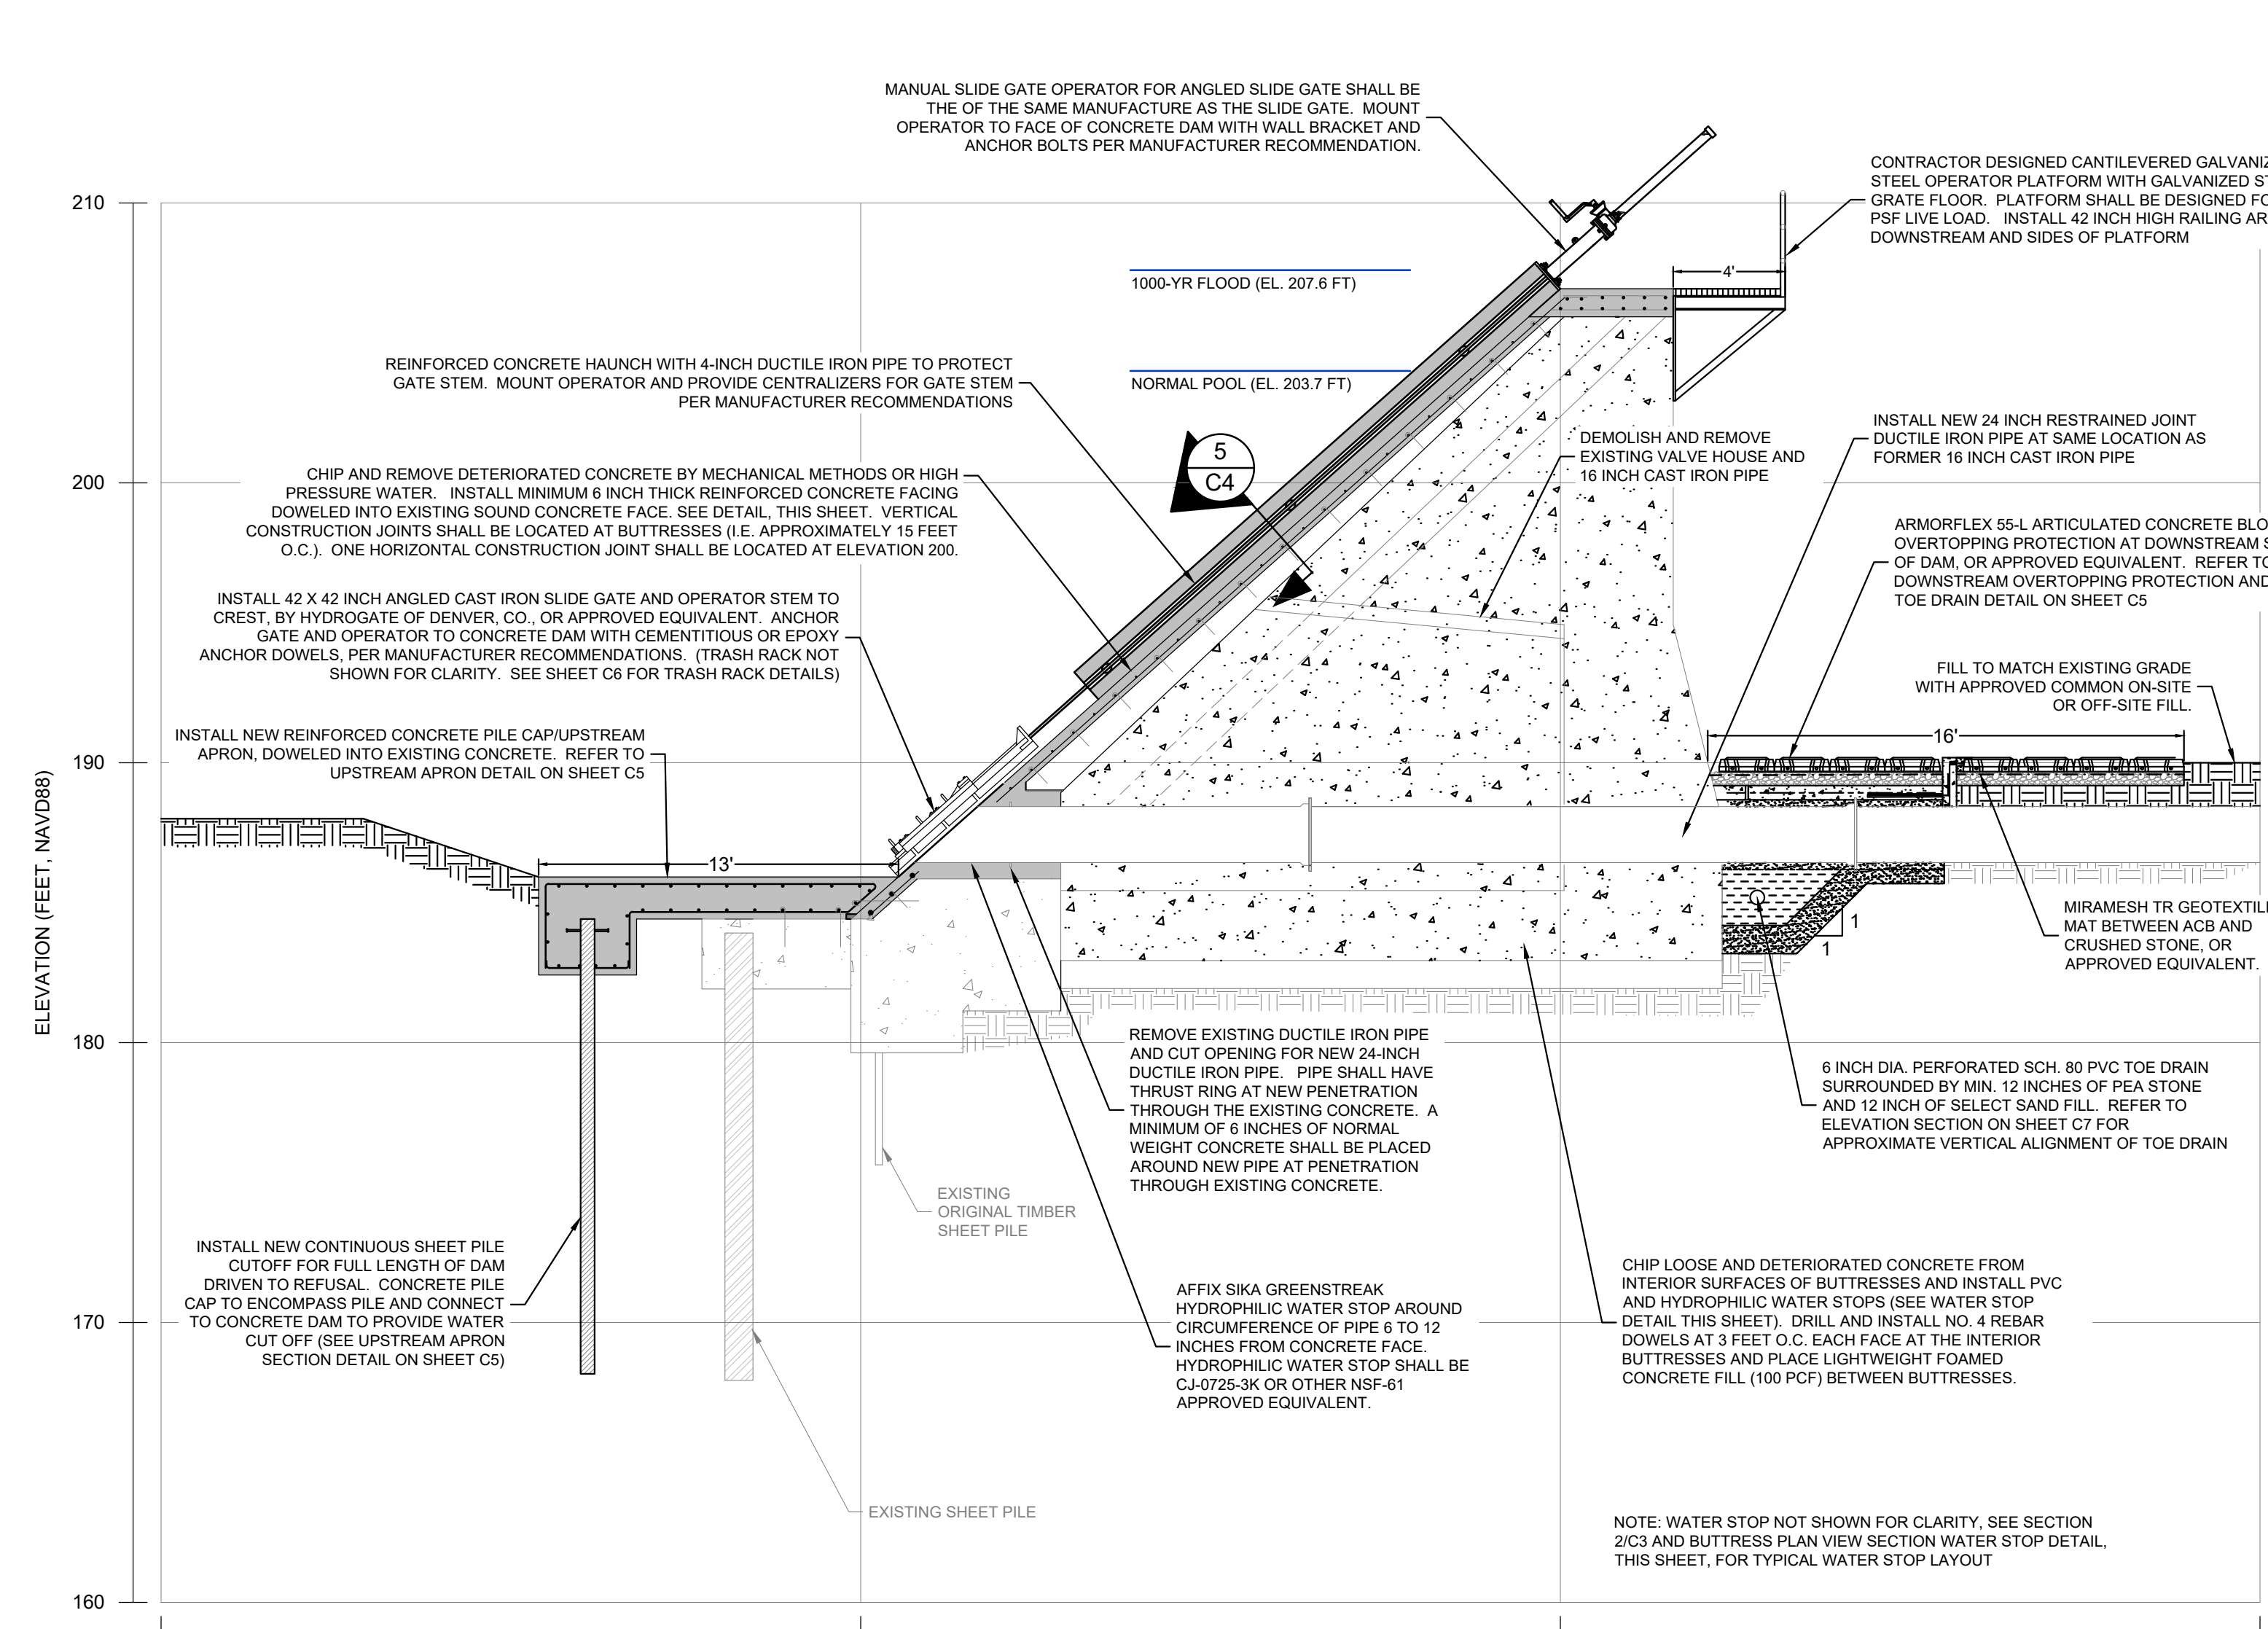 MANUAL SLIDE GATE OPERATOR FOR ANGLED SLIDE GATE SHALL BE
THE OF THE SAME MANUFACTURE AS THE SLIDE GATE. MOUNT
OPERATOR TO FACE OF CONCRETE DAM WITH WALL BRACKET AND
ANCHOR BOLTS PER MANUFACTURER RECOMMENDATION.
CONTRACTOR DESIGNED CANTILEVERED
STEEL OPERATOR PLATFORM WITH GALVANIZED
GRATE FLOOR. PLATFORM SHALL BE DESIGNED
PSF LIVE LOAD. INSTALL 42 INCH HIGH RAILING
DOWNSTREAM AND SIDES OF PLATFORM
210
4'
1000-YR FLOOD (EL. 207.6 FT)
NORMAL POOL (EL. 203.7 FT)
REINFORCED CONCRETE HAUNCH WITH 4-INCH DUCTILE IRON PIPE TO PROTECT
GATE STEM. MOUNT OPERATOR AND PROVIDE CENTRALIZERS FOR GATE STEM
PER MANUFACTURER RECOMMENDATIONS
INSTALL NEW 24 INCH RESTRAINED JOINT
DUCTILE IRON PIPE AT SAME LOCATION AS
FORMER 16 INCH CAST IRON PIPE
DEMOLISH AND REMOVE
EXISTING VALVE HOUSE AND
16 INCH CAST IRON PIPE
5
C4
200
CHIP AND REMOVE DETERIORATED CONCRETE BY MECHANICAL METHODS OR HIGH
PRESSURE WATER. INSTALL MINIMUM 6 INCH THICK REINFORCED CONCRETE FACING
DOWELED INTO EXISTING SOUND CONCRETE FACE. SEE DETAIL, THIS SHEET. VERTICAL
CONSTRUCTION JOINTS SHALL BE LOCATED AT BUTTRESSES (I.E. APPROXIMATELY 15 FEET
O.C.). ONE HORIZONTAL CONSTRUCTION JOINT SHALL BE LOCATED AT ELEVATION 200.
ARMORFLEX 55-L ARTICULATED CONCRETE
OVERTOPPING PROTECTION AT DOWNSTREAM
OF DAM, OR APPROVED EQUIVALENT. REFER
DOWNSTREAM OVERTOPPING PROTECTION AND
TOE DRAIN DETAIL ON SHEET C5
INSTALL 42 X 42 INCH ANGLED CAST IRON SLIDE GATE AND OPERATOR STEM TO
CREST, BY HYDROGATE OF DENVER, CO., OR APPROVED EQUIVALENT. ANCHOR
GATE AND OPERATOR TO CONCRETE DAM WITH CEMENTITIOUS OR EPOXY
ANCHOR DOWELS, PER MANUFACTURER RECOMMENDATIONS. (TRASH RACK NOT
SHOWN FOR CLARITY. SEE SHEET C6 FOR TRASH RACK DETAILS)
FILL TO MATCH EXISTING GRADE
WITH APPROVED COMMON ON-SITE
OR OFF-SITE FILL.
INSTALL NEW REINFORCED CONCRETE PILE CAP/UPSTREAM
APRON, DOWELED INTO EXISTING CONCRETE. REFER TO
UPSTREAM APRON DETAIL ON SHEET C5
16'
190
13'
ELEVATION (FEET, NAVD88)
1
1
MIRAMESH TR
MAT BETWEEN ACB AND
CRUSHED STONE, OR
APPROVED EQUIVALENT.
180
REMOVE EXISTING DUCTILE IRON PIPE
AND CUT OPENING FOR NEW 24-INCH
DUCTILE IRON PIPE. PIPE SHALL HAVE
THRUST RING AT NEW PENETRATION
THROUGH THE EXISTING CONCRETE. A
MINIMUM OF 6 INCHES OF NORMAL
WEIGHT CONCRETE SHALL BE PLACED
AROUND NEW PIPE AT PENETRATION
THROUGH EXISTING CONCRETE.
6 INCH DIA. PERFORATED SCH. 80 PVC TOE DRAIN
SURROUNDED BY MIN. 12 INCHES OF PEA STONE
AND 12 INCH OF SELECT SAND FILL. REFER TO
ELEVATION SECTION ON SHEET C7 FOR
APPROXIMATE VERTICAL ALIGNMENT OF TOE DRAIN
EXISTING
ORIGINAL TIMBER
SHEET PILE
INSTALL NEW CONTINUOUS SHEET PILE
CUTOFF FOR FULL LENGTH OF DAM
DRIVEN TO REFUSAL. CONCRETE PILE
CAP TO ENCOMPASS PILE AND CONNECT
TO CONCRETE DAM TO PROVIDE WATER
CUT OFF (SEE UPSTREAM APRON
SECTION DETAIL ON SHEET C5)
AFFIX SIKA GREENSTREAK
HYDROPHILIC WATER STOP AROUND
CIRCUMFERENCE OF PIPE 6 TO 12
INCHES FROM CONCRETE FACE.
HYDROPHILIC WATER STOP SHALL BE
CJ-0725-3K OR OTHER NSF-61
APPROVED EQUIVALENT.
CHIP LOOSE AND DETERIORATED CONCRETE FROM
INTERIOR SURFACES OF BUTTRESSES AND INSTALL PVC
AND HYDROPHILIC WATER STOPS (SEE WATER STOP
DETAIL THIS SHEET). DRILL AND INSTALL NO. 4 REBAR
DOWELS AT 3 FEET O.C. EACH FACE AT THE INTERIOR
BUTTRESSES AND PLACE LIGHTWEIGHT FOAMED
CONCRETE FILL (100 PCF) BETWEEN BUTTRESSES.
170
EXISTING SHEET PILE
NOTE: WATER STOP NOT SHOWN FOR CLARITY, SEE SECTION
2/C3 AND BUTTRESS PLAN VIEW SECTION WATER STOP DETAIL,
THIS SHEET, FOR TYPICAL WATER STOP LAYOUT
160